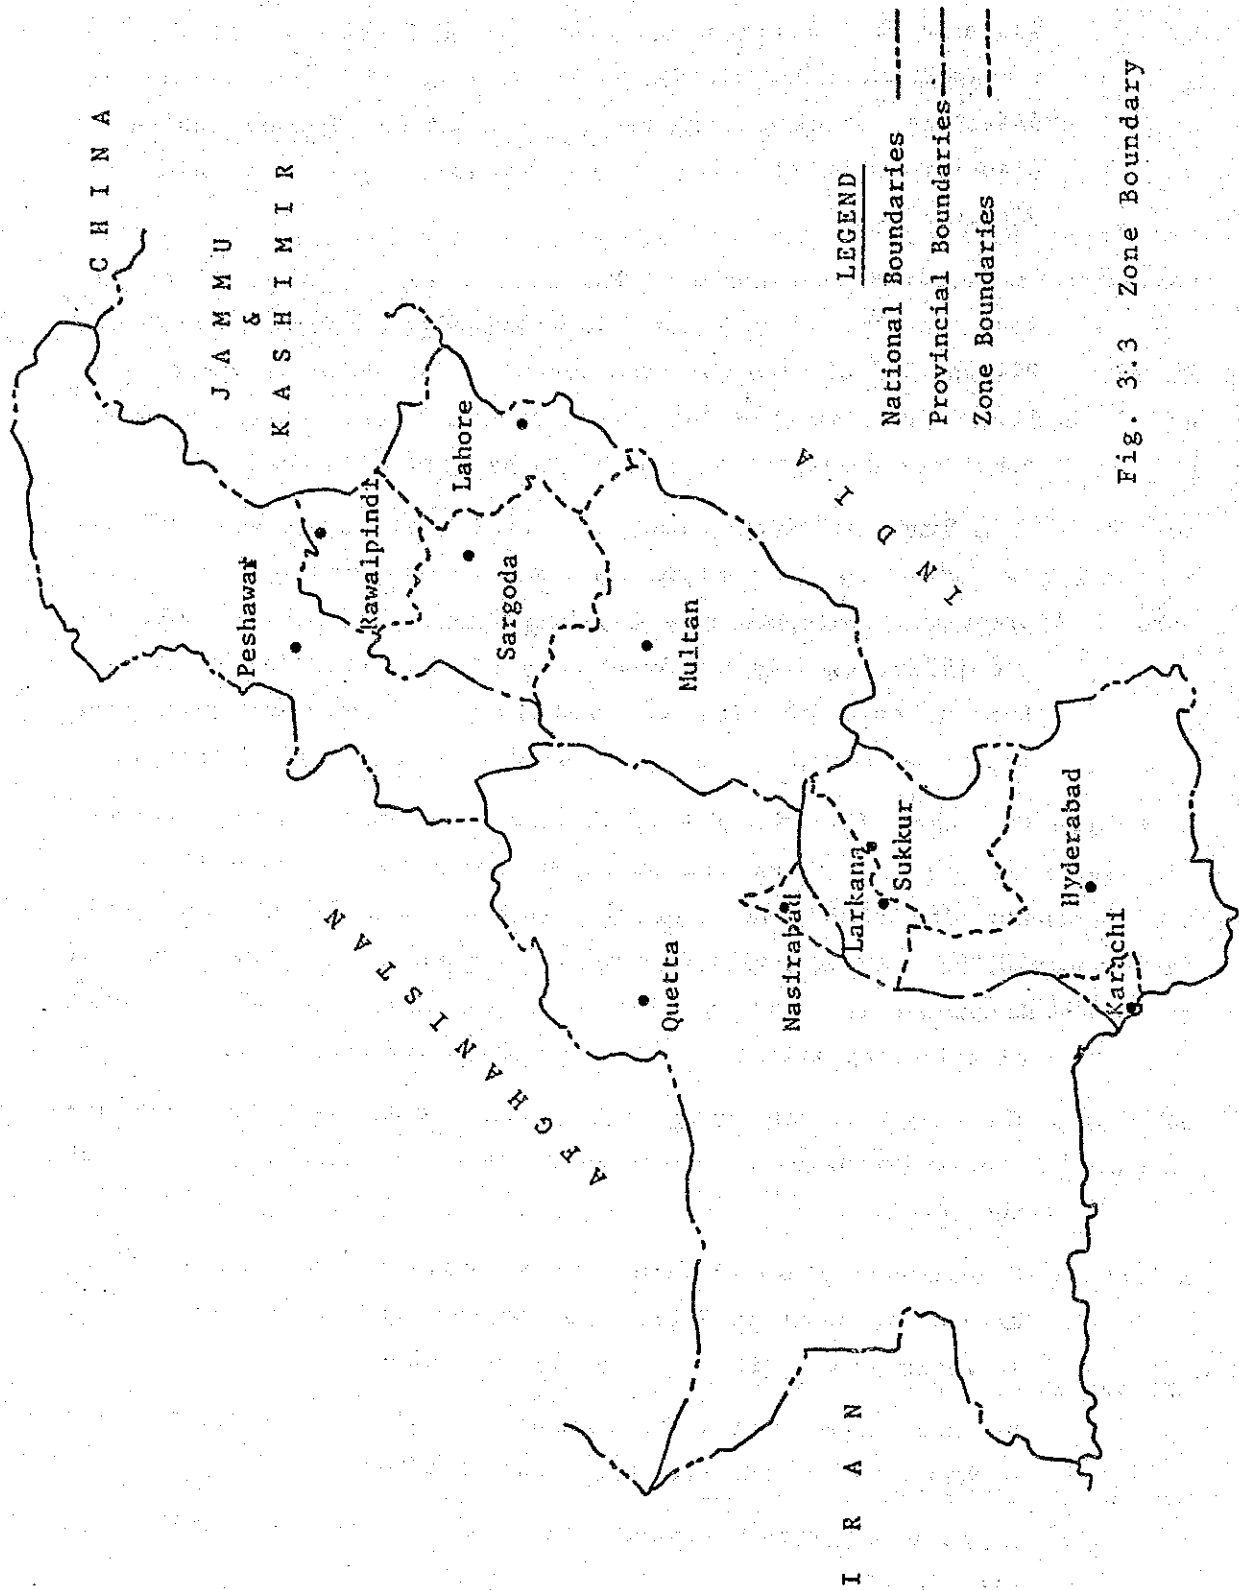 C H I N A
J A M M U
&
K A S H I M I R
A F G H A N I S T A N
I R A N
I N D I A
Peshawar
Rawalpindi
Lahore
Sargoda
Multan
Quetta
Nasirabad
Larkana
Sukkur
Hyderabad
Karachi
LEGEND
National Boundaries
Provincial Boundaries
Zone Boundaries
Fig. 3.3 Zone Boundary